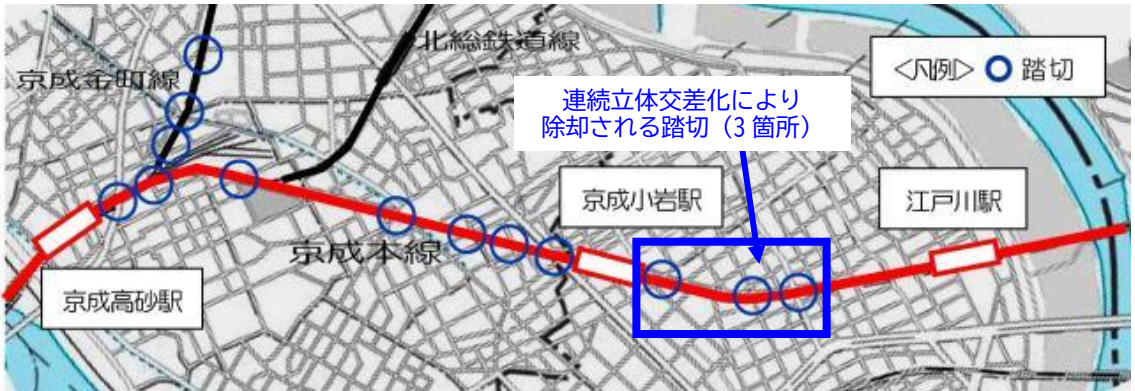 北総鉄道線
京成金町線
<凡例> 踏切
連続立体交差化により
除却される踏切（3箇所）
京成小岩駅
江戸川駅
京成本線
京成高砂駅